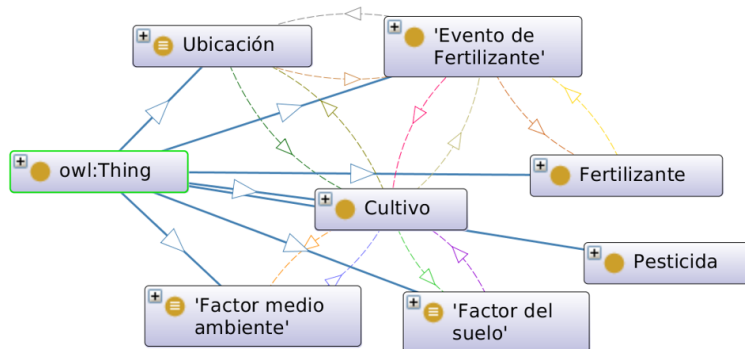 Ubicación
'Evento de
Fertilizante'
owl:Thing
Fertilizante
Cultivo
Pesticida
'Factor medio
ambiente'
'Factor del
suelo'